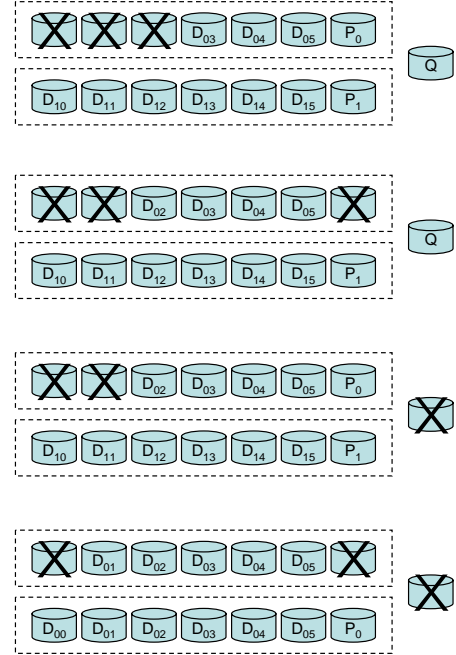 D03 D04 D05 P0
Q
D10 D11 D12 D13 D14 D15 P1
D02 D03 D04 D05
Q
D10 D11 D12 D13 D14 D15 P1
D02 D03 D04 D05 P0
D10 D11 D12 D13 D14 D15 P1
D01 D02 D03 D04 D05
D00 D01 D02 D03 D04 D05 P0